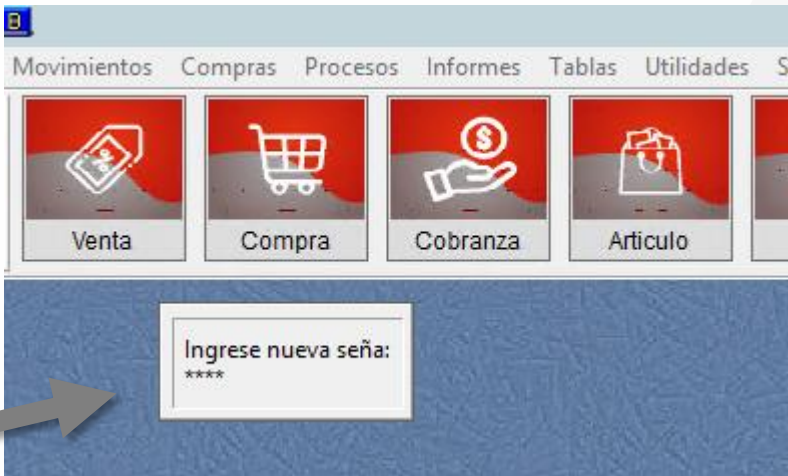 Movimientos Compras Procesos Informes Tablas Utilidades S
Venta Compra Cobranza Articulo
Ingrese nueva seña:
****